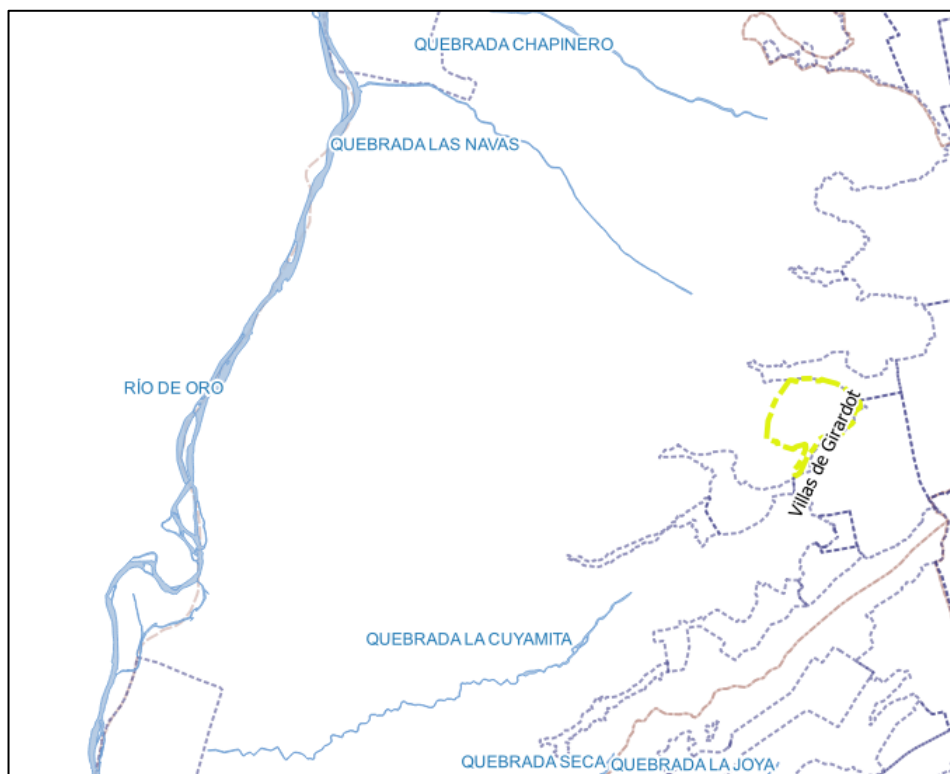 QUEBRADA CHAPINERO
QUEBRADA LAS NAVAS
RÍO DE ORO
Villas de Girardot
QUEBRADA LA CUYAMITA
QUEBRADA SECA
QUEBRADA LA JOYA